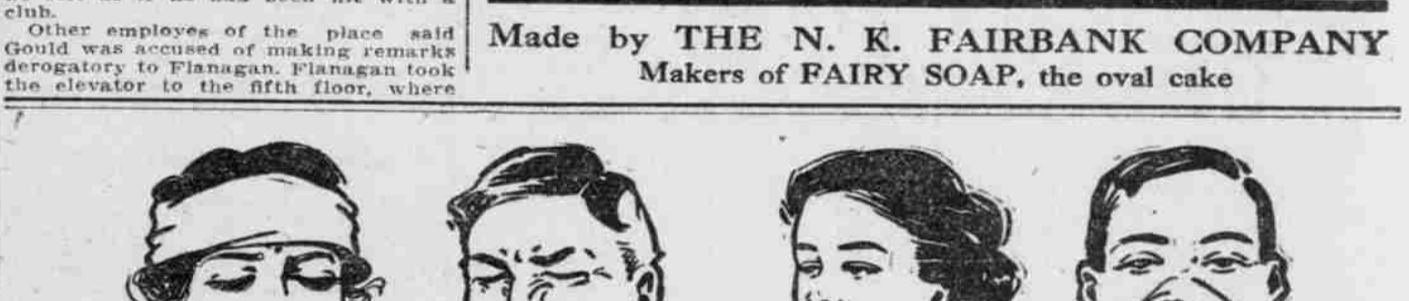 club.
Other employes of the place said
Gould was accused of making remarks
derogatory to Flanagan. Flanagan took
the elevator to the fifth floor, where
Made by THE N. K. FAIRBANK COMPANY
Makers of FAIRY SOAP, the oval cake